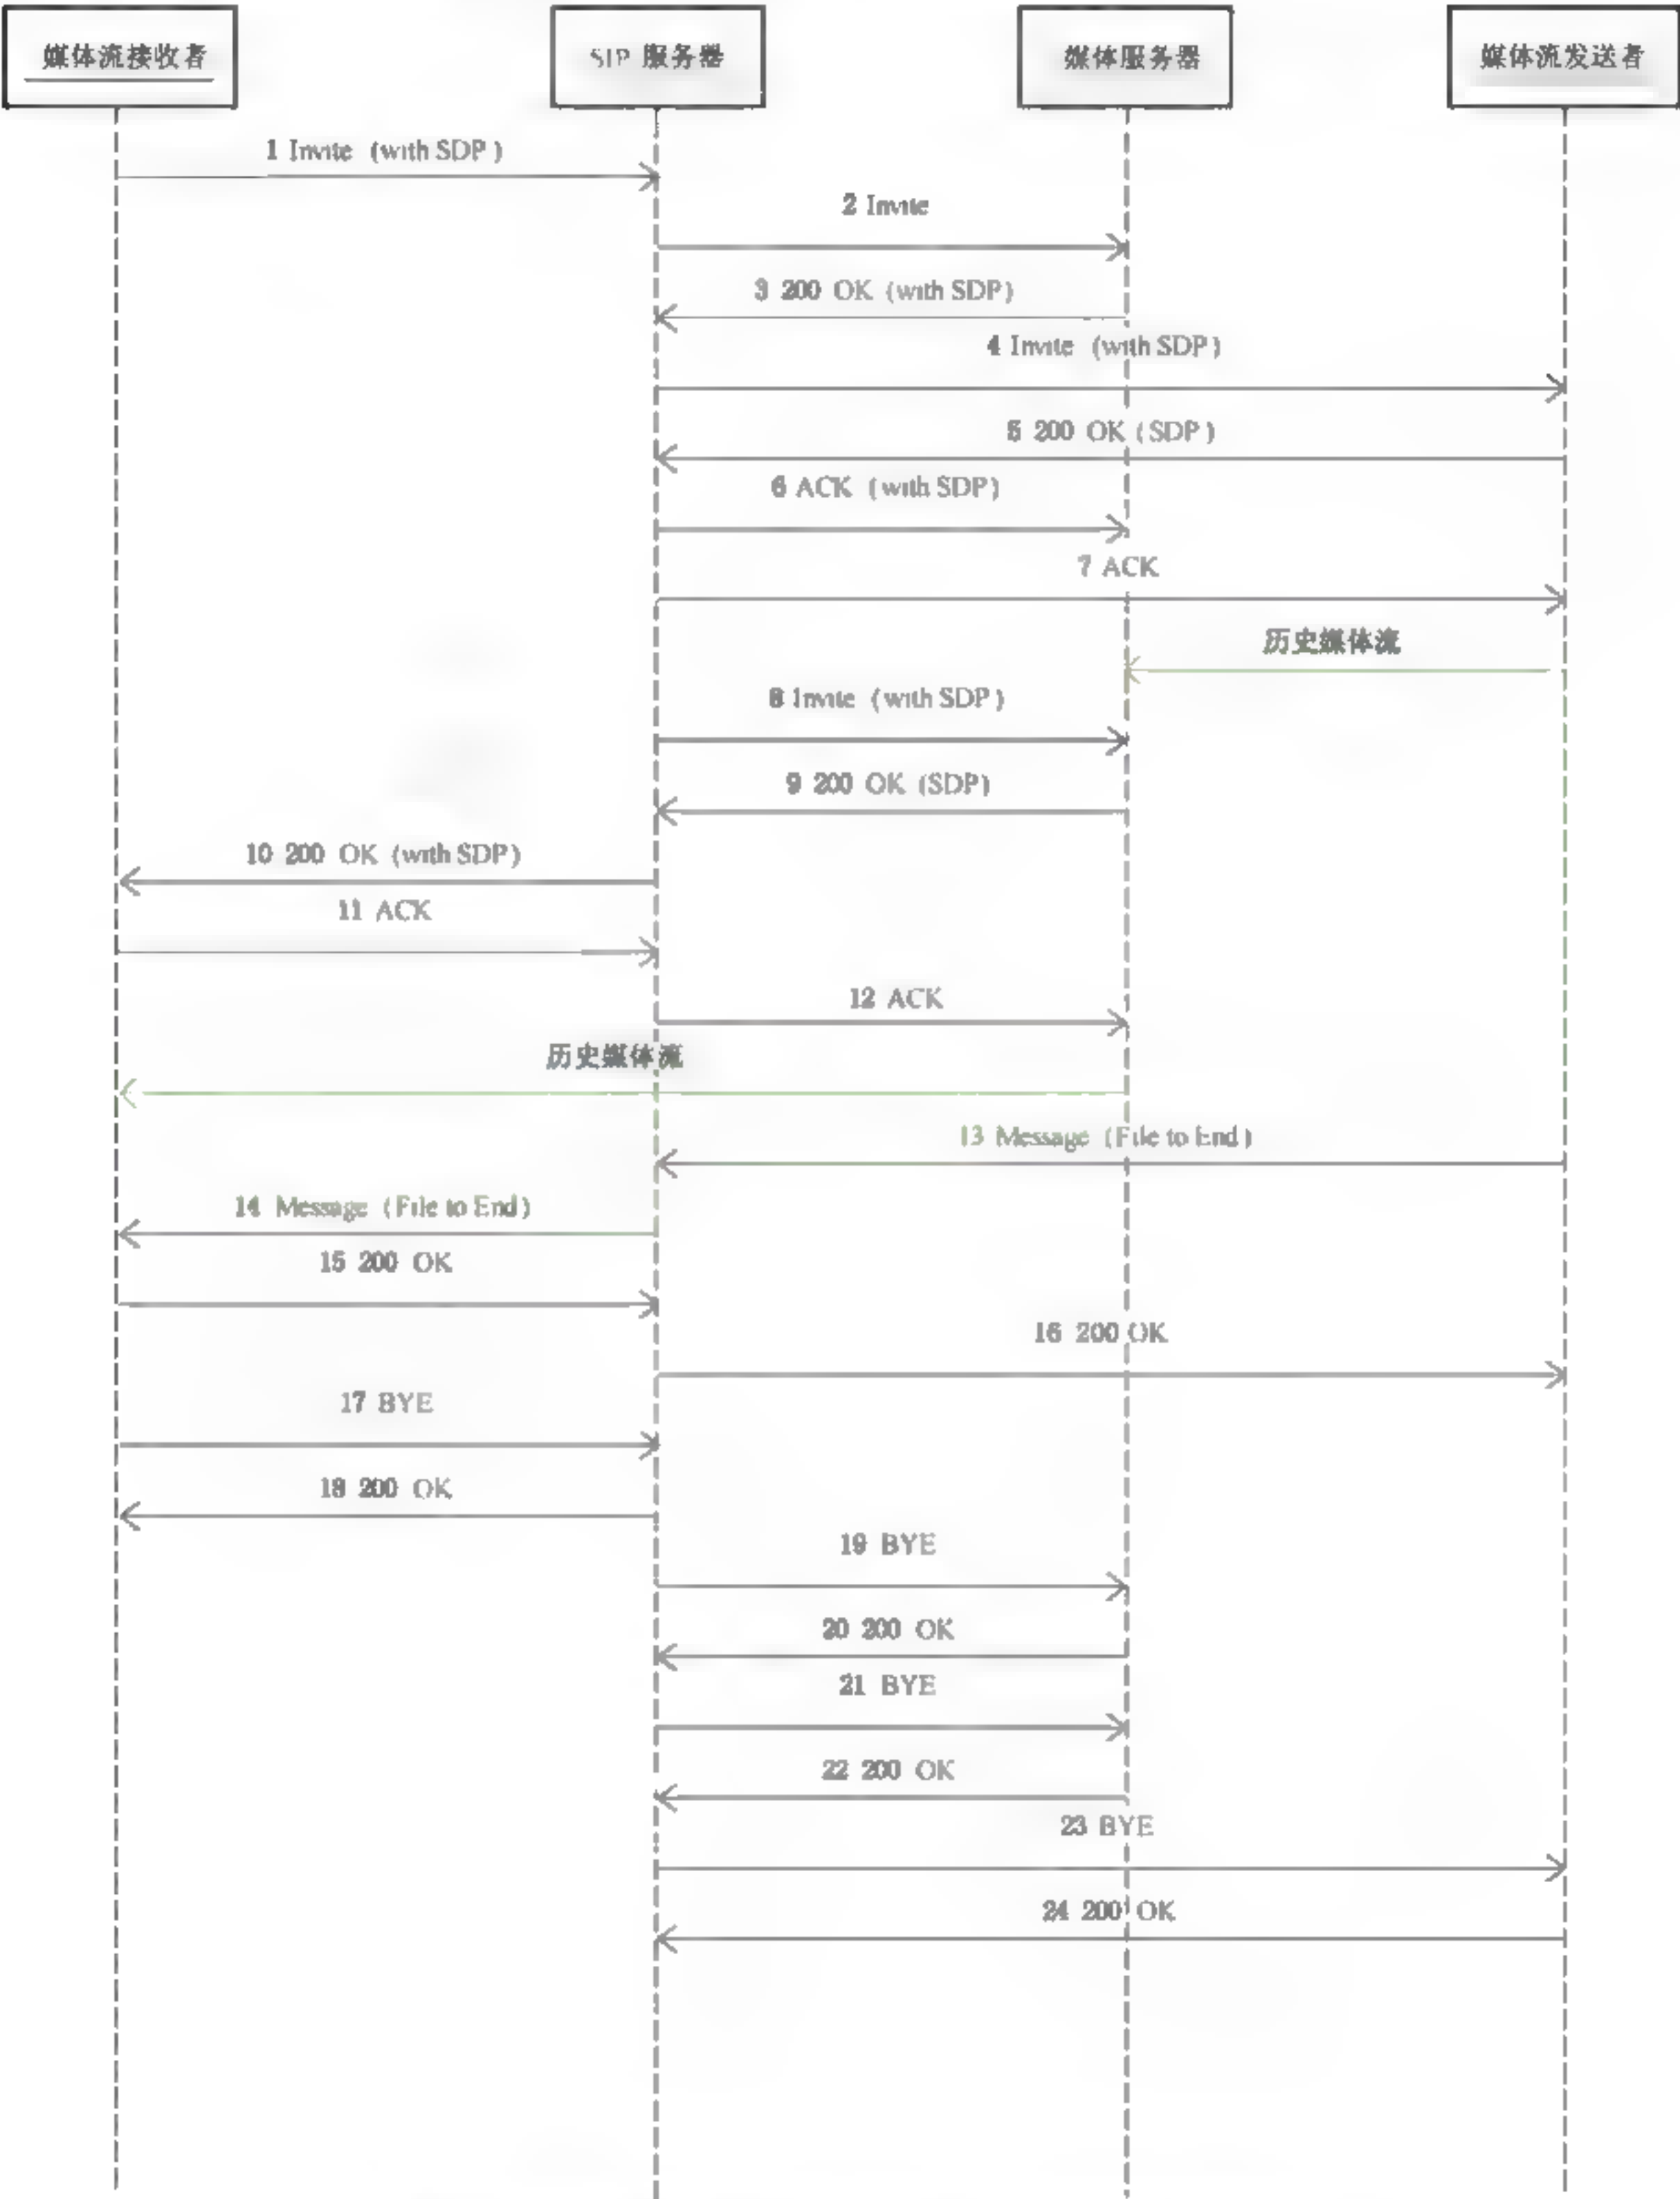 媒体流接收者
SIP 服务器
媒体服务器
媒体流发送者
1 Invite (with SDP)
2 Invite
3 200 OK (with SDP)
4 Invite (with SDP)
5 200 OK (SDP)
6 ACK (with SDP)
7 ACK
历史媒体流
8 Invite (with SDP)
9 200 OK (SDP)
10 200 OK (with SDP)
11 ACK
12 ACK
历史媒体流
13 Message (File to End)
14 Message (File to End)
15 200 OK
16 200 OK
17 BYE
18 200 OK
19 BYE
20 200 OK
21 BYE
22 200 OK
23 BYE
24 200 OK